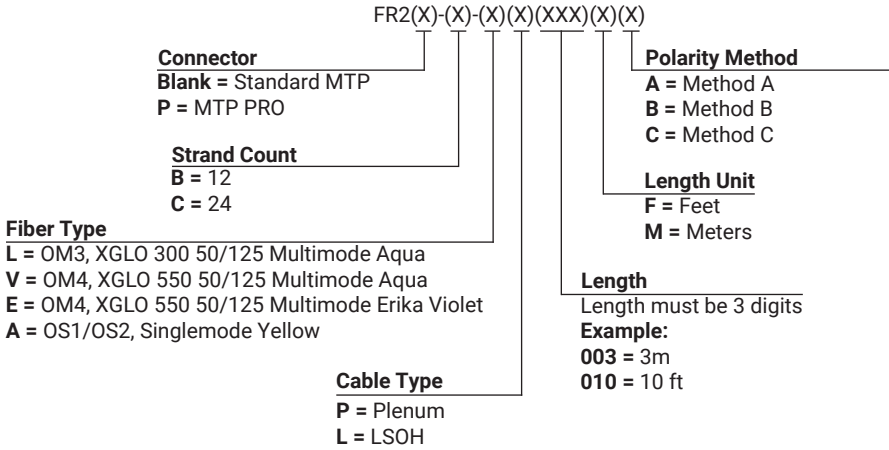 FR2(X)-(X)-(X)(X)(XXX)(X)(X)
Connector
Blank = Standard MTP
P = MTP PRO
Strand Count
B = 12
C = 24
Fiber Type
L = OM3, XGLO 300 50/125 Multimode Aqua
V = OM4, XGLO 550 50/125 Multimode Aqua
E = OM4, XGLO 550 50/125 Multimode Erika Violet
A = OS1/OS2, Singlemode Yellow
Cable Type
P = Plenum
L = LSOH
Length
Length must be 3 digits
Example:
003 = 3m
010 = 10 ft
Length Unit
F = Feet
M = Meters
Polarity Method
A = Method A
B = Method B
C = Method C